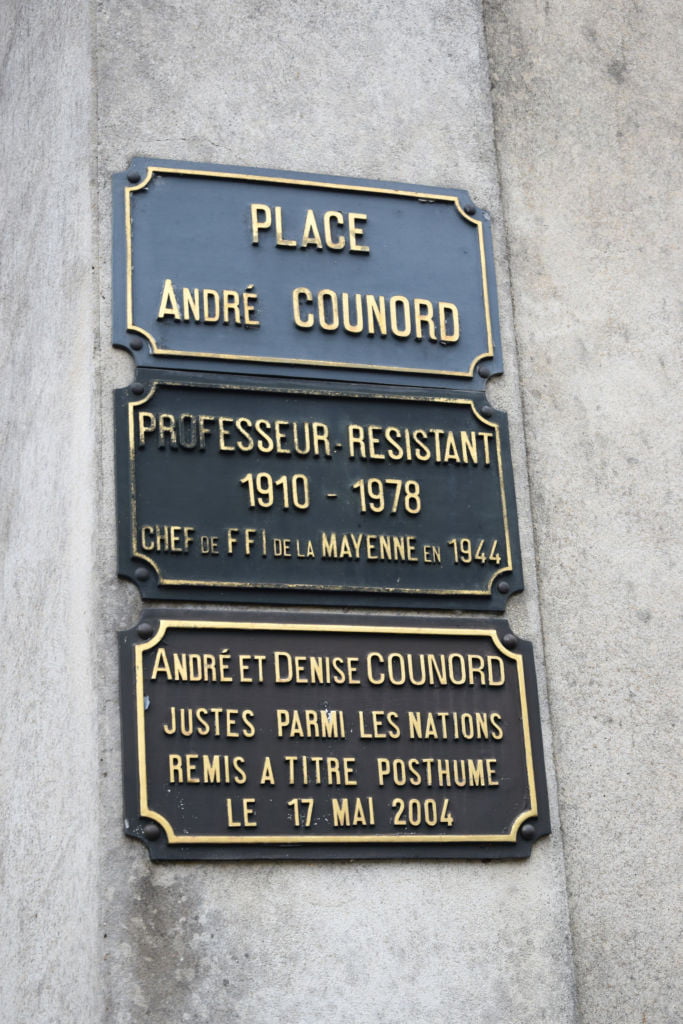 PLACE
ANDRÉ COUNORD
PROFESSEUR-RESISTANT
1910 - 1978
CHEF DE FFI DE LA MAYENNE EN 1944
ANDRÉ ET DENISE COUNORD
JUSTES PARMI LES NATIONS
REMIS A TITRE POSTHUME
LE 17 MAI 2004